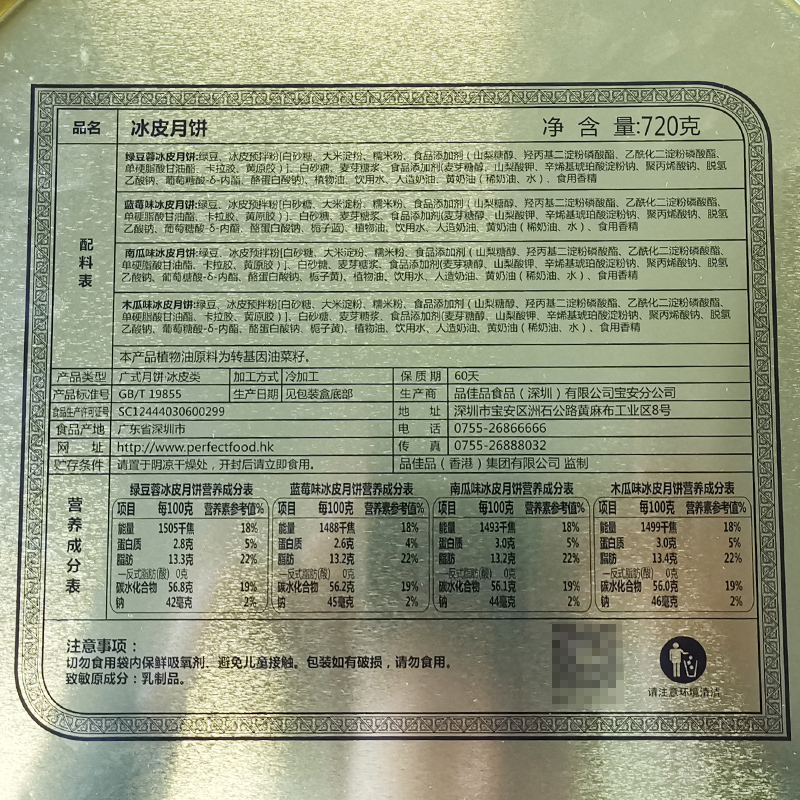 品名 冰皮月饼 净含量:720克
配料表
绿豆蓉冰皮月饼:绿豆、冰皮预拌粉[白砂糖、大米淀粉、糯米粉、食品添加剂（山梨糖醇、羟丙基二淀粉磷酸酯、乙酰化二淀粉磷酸酯、
单硬脂酸甘油酯、卡拉胶、黄原胶）]、白砂糖、麦芽糖浆、食品添加剂(麦芽糖醇、山梨酸钾、辛烯基琥珀酸淀粉钠、聚丙烯酸钠、脱氢
乙酸钠、葡萄糖酸-δ-内酯、酪蛋白酸钠)、植物油、饮用水、人造奶油、黄奶油（稀奶油、水）、食用香精
蓝莓味冰皮月饼:绿豆、冰皮预拌粉[白砂糖、大米淀粉、糯米粉、食品添加剂（山梨糖醇、羟丙基二淀粉磷酸酯、乙酰化二淀粉磷酸酯、
单硬脂酸甘油酯、卡拉胶、黄原胶）]、白砂糖、麦芽糖浆、食品添加剂(麦芽糖醇、山梨酸钾、辛烯基琥珀酸淀粉钠、聚丙烯酸钠、脱氢
乙酸钠、葡萄糖酸-δ-内酯、酪蛋白酸钠、栀子蓝)、植物油、饮用水、人造奶油、黄奶油（稀奶油、水）、食用香精
南瓜味冰皮月饼:绿豆、冰皮预拌粉[白砂糖、大米淀粉、糯米粉、食品添加剂（山梨糖醇、羟丙基二淀粉磷酸酯、乙酰化二淀粉磷酸酯、
单硬脂酸甘油酯、卡拉胶、黄原胶）]、白砂糖、麦芽糖浆、食品添加剂(麦芽糖醇、山梨酸钾、辛烯基琥珀酸淀粉钠、聚丙烯酸钠、脱氢
乙酸钠、葡萄糖酸-δ-内酯、酪蛋白酸钠、栀子黄)、植物油、饮用水、人造奶油、黄奶油（稀奶油、水）、食用香精
木瓜味冰皮月饼:绿豆、冰皮预拌粉[白砂糖、大米淀粉、糯米粉、食品添加剂（山梨糖醇、羟丙基二淀粉磷酸酯、乙酰化二淀粉磷酸酯、
单硬脂酸甘油酯、卡拉胶、黄原胶）]、白砂糖、麦芽糖浆、食品添加剂(麦芽糖醇、山梨酸钾、辛烯基琥珀酸淀粉钠、聚丙烯酸钠、脱氢
乙酸钠、葡萄糖酸-δ-内酯、酪蛋白酸钠、栀子黄)、植物油、饮用水、人造奶油、黄奶油（稀奶油、水）、食用香精
本产品植物油原料为转基因油菜籽。
产品类型 广式月饼·冰皮类 加工方式 冷加工 保质期 60天
产品标准号 GB/T 19855 生产日期 见包装盒底部 生产商 品佳品食品（深圳）有限公司宝安分公司
食品生产许可证号 SC12444030600299 地址 深圳市宝安区洲石公路黄麻布工业区8号
食品产地 广东省深圳市 电话 0755-26866666
网址 http://www.perfectfood.hk 传真 0755-26888032
贮存条件 请置于阴凉干燥处，开封后请立即食用。 品佳品（香港）集团有限公司 监制
营养成分表
绿豆蓉冰皮月饼营养成分表
项目 每100克 营养素参考值%
能量 1505千焦 18%
蛋白质 2.8克 5%
脂肪 13.3克 22%
—反式脂肪(酸) 0克
碳水化合物 56.8克 19%
钠 42毫克 2%
蓝莓味冰皮月饼营养成分表
项目 每100克 营养素参考值%
能量 1488千焦 18%
蛋白质 2.6克 4%
脂肪 13.2克 22%
—反式脂肪(酸) 0克
碳水化合物 56.2克 19%
钠 45毫克 2%
南瓜味冰皮月饼营养成分表
项目 每100克 营养素参考值%
能量 1493千焦 18%
蛋白质 3.0克 5%
脂肪 13.2克 22%
—反式脂肪(酸) 0克
碳水化合物 56.1克 19%
钠 44毫克 2%
木瓜味冰皮月饼营养成分表
项目 每100克 营养素参考值%
能量 1499千焦 18%
蛋白质 3.0克 5%
脂肪 13.4克 22%
—反式脂肪(酸) 0克
碳水化合物 56.0克 19%
钠 46毫克 2%
注意事项：
切勿食用袋内保鲜吸氧剂、避免儿童接触。包装如有破损，请勿食用。
致敏原成分：乳制品。
请注意环境清洁